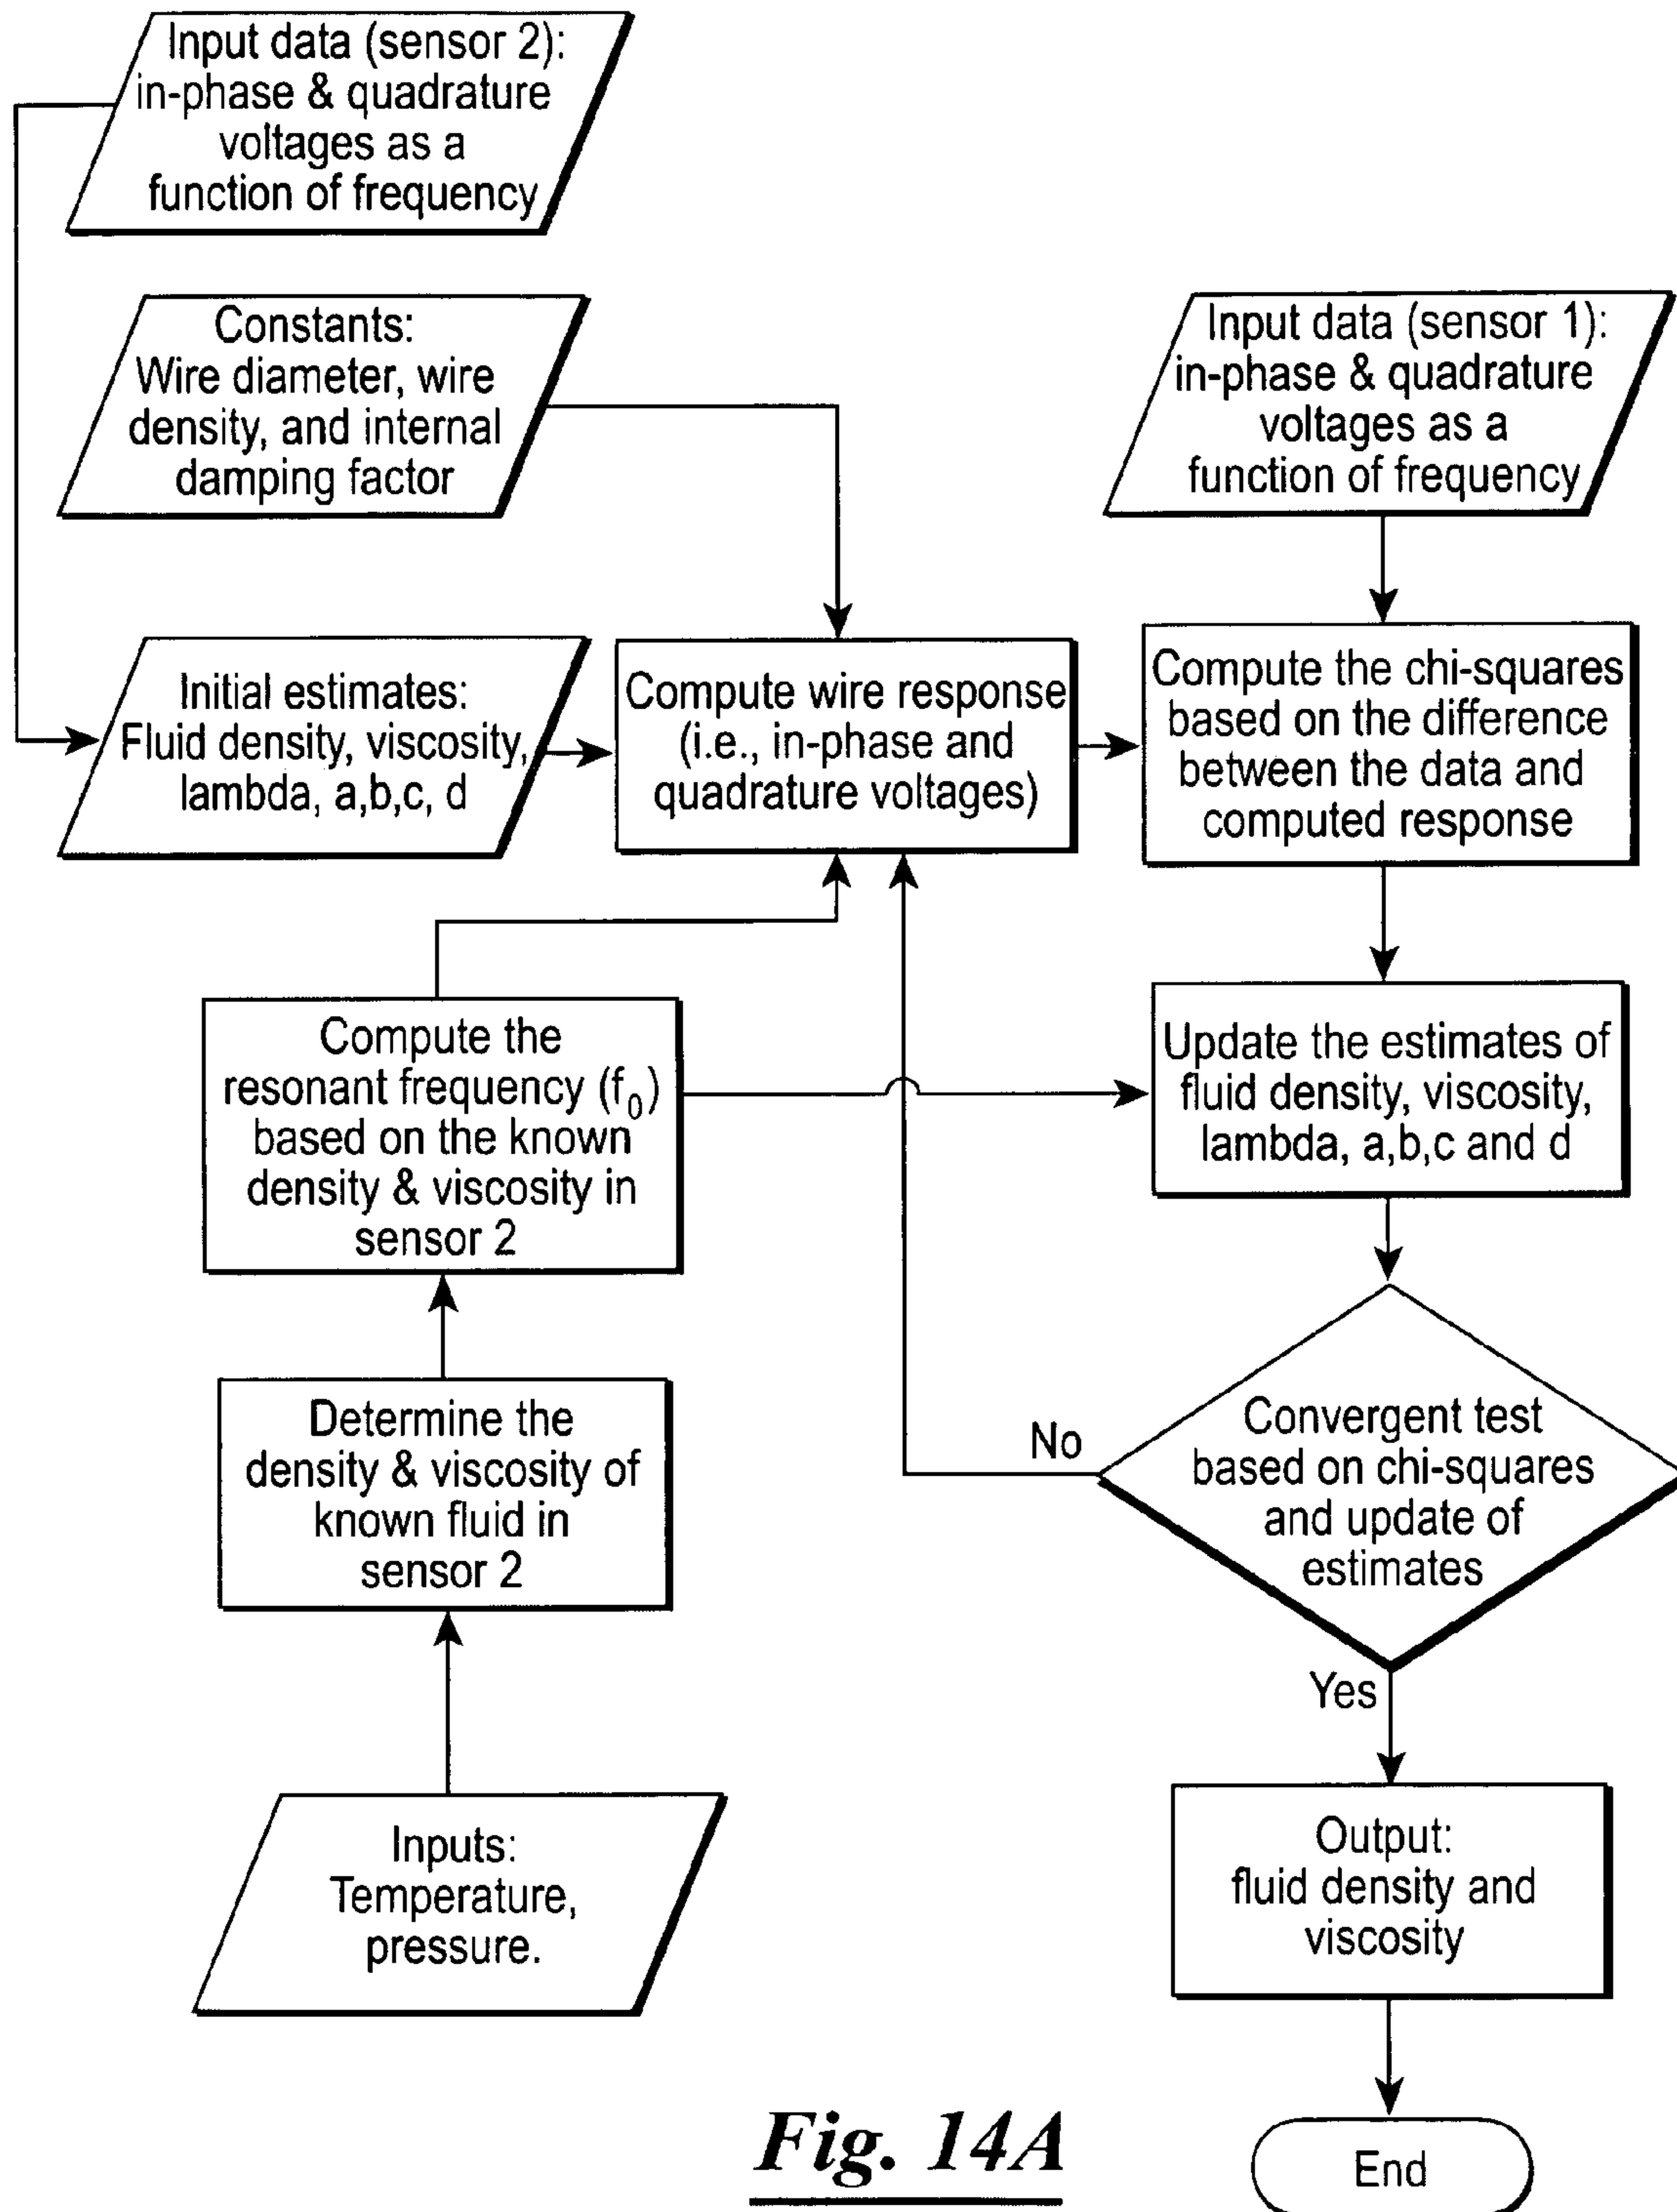 Input data (sensor 2):
in-phase & quadrature
voltages as a
function of frequency
Constants:
Wire diameter, wire
density, and internal
damping factor
Input data (sensor 1):
in-phase & quadrature
voltages as a
function of frequency
Initial estimates:
Fluid density, viscosity,
lambda, a,b,c, d
Compute wire response
(i.e., in-phase and
quadrature voltages)
Compute the chi-squares
based on the difference
between the data and
computed response
Compute the
resonant frequency (f₀)
based on the known
density & viscosity in
sensor 2
Update the estimates of
fluid density, viscosity,
lambda, a,b,c and d
Determine the
density & viscosity of
known fluid in
sensor 2
No
Convergent test
based on chi-squares
and update of
estimates
Yes
Inputs:
Temperature,
pressure.
Output:
fluid density and
viscosity
End
Fig. 14A